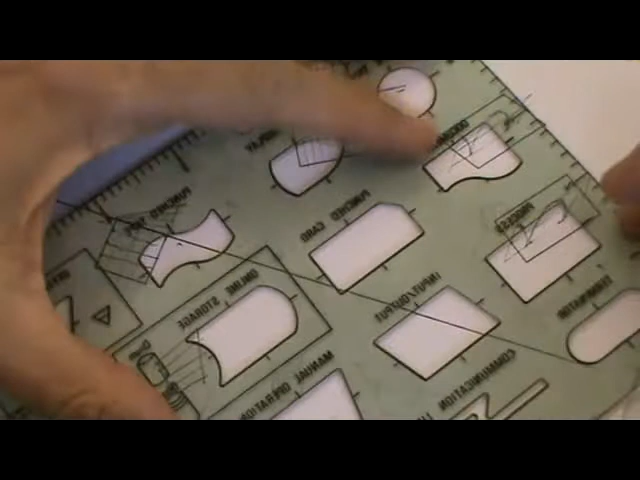 DOCUMENT
DISPLAY
PUNCHED TAPE
PUNCHED CARD
PROCESS
ONLINE
STORAGE
INPUT/OUTPUT
TERMINATOR
MANUAL OPERATION
COMMUNICATION